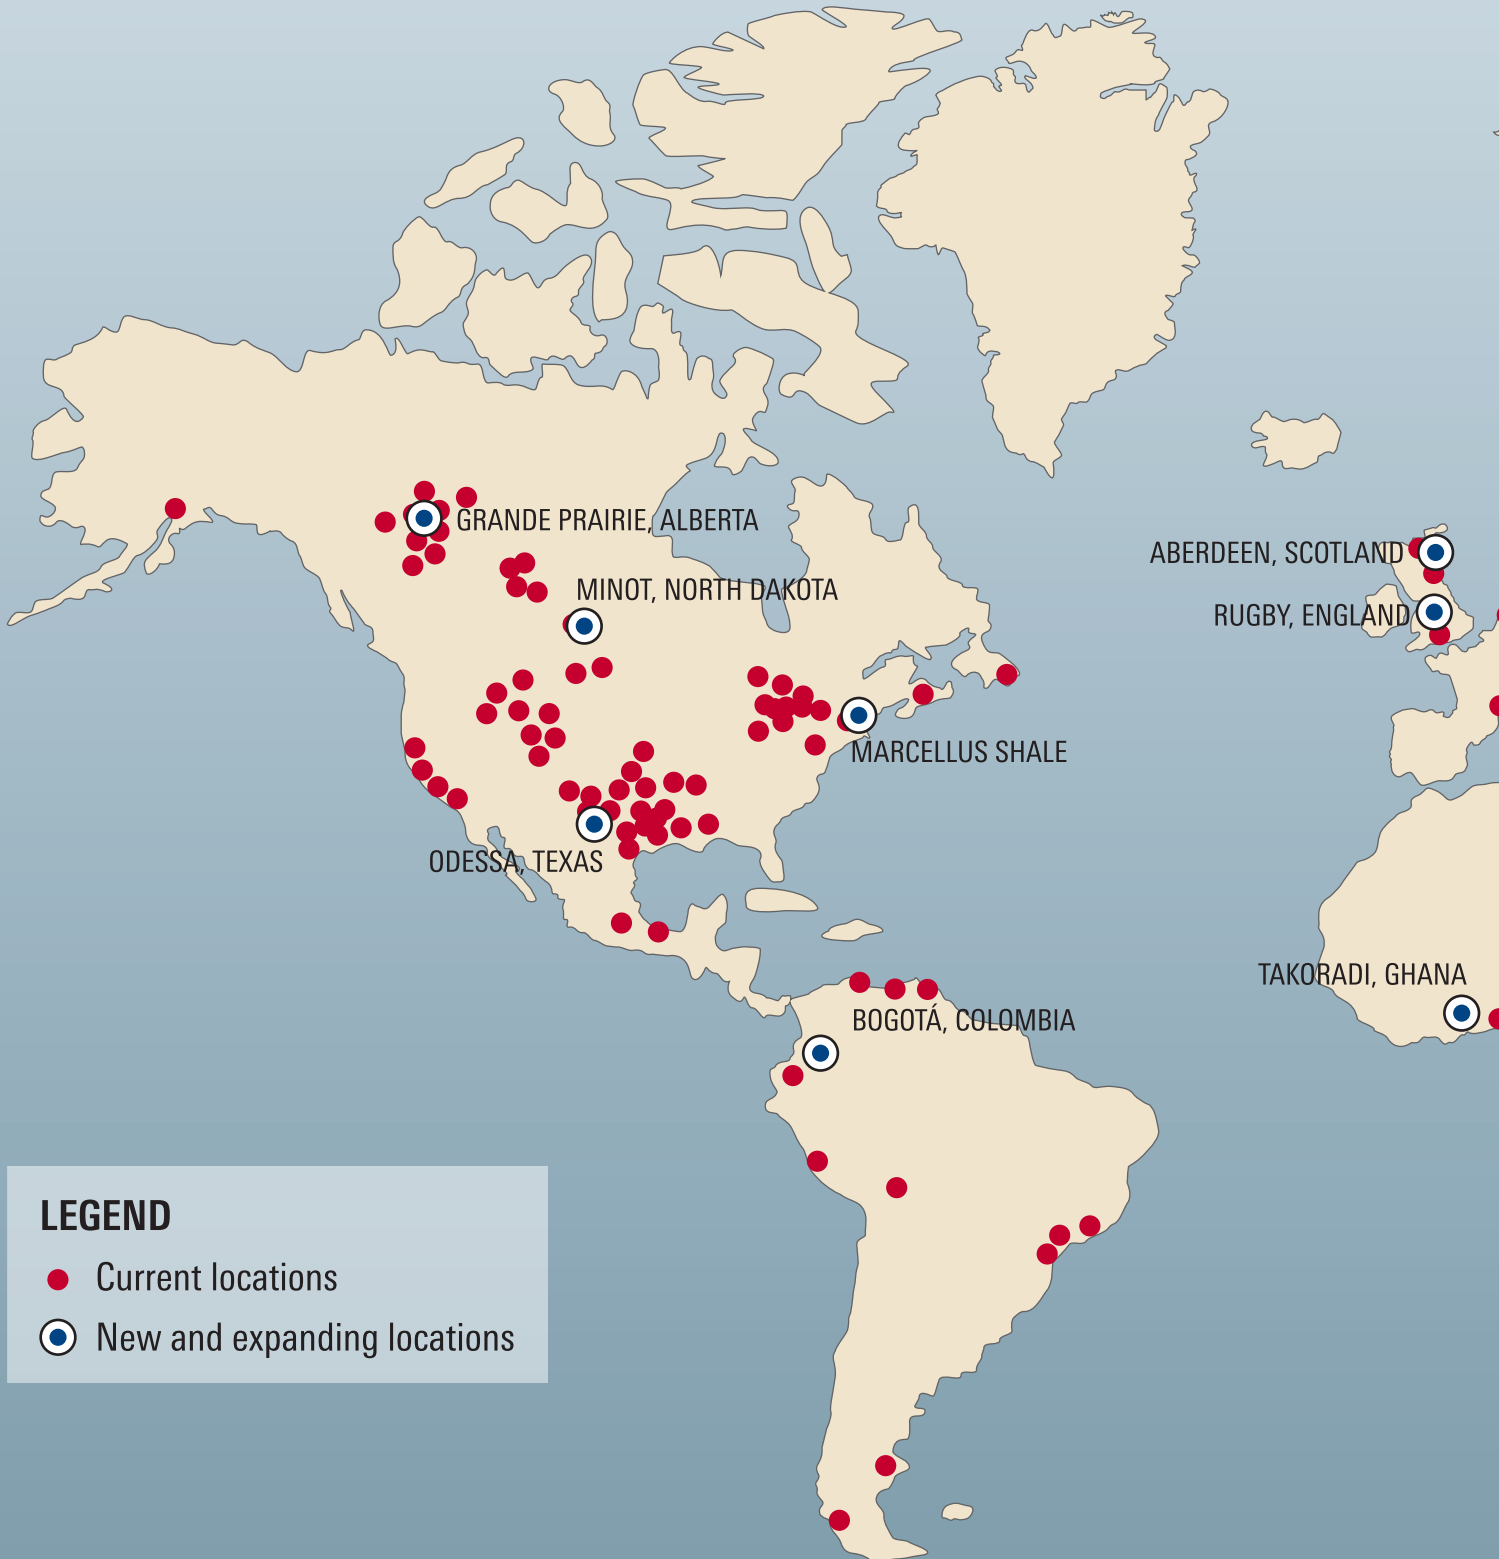 GRANDE PRAIRIE, ALBERTA
ABERDEEN, SCOTLAND
MINOT, NORTH DAKOTA
RUGBY, ENGLAND
MARCELLUS SHALE
ODESSA, TEXAS
TAKORADI, GHANA
BOGOTÁ, COLOMBIA
LEGEND
Current locations
New and expanding locations